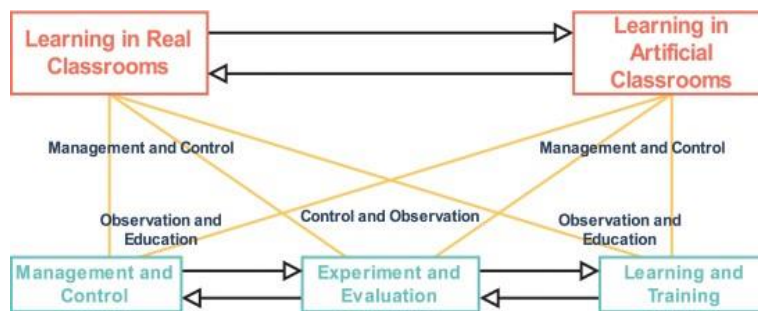 Learning in Real
Classrooms
Learning in
Artificial
Classrooms
Management and Control
Management and Control
Observation and
Education
Control and Observation
Observation and
Education
Management and
Control
Experiment and
Evaluation
Learning and
Training